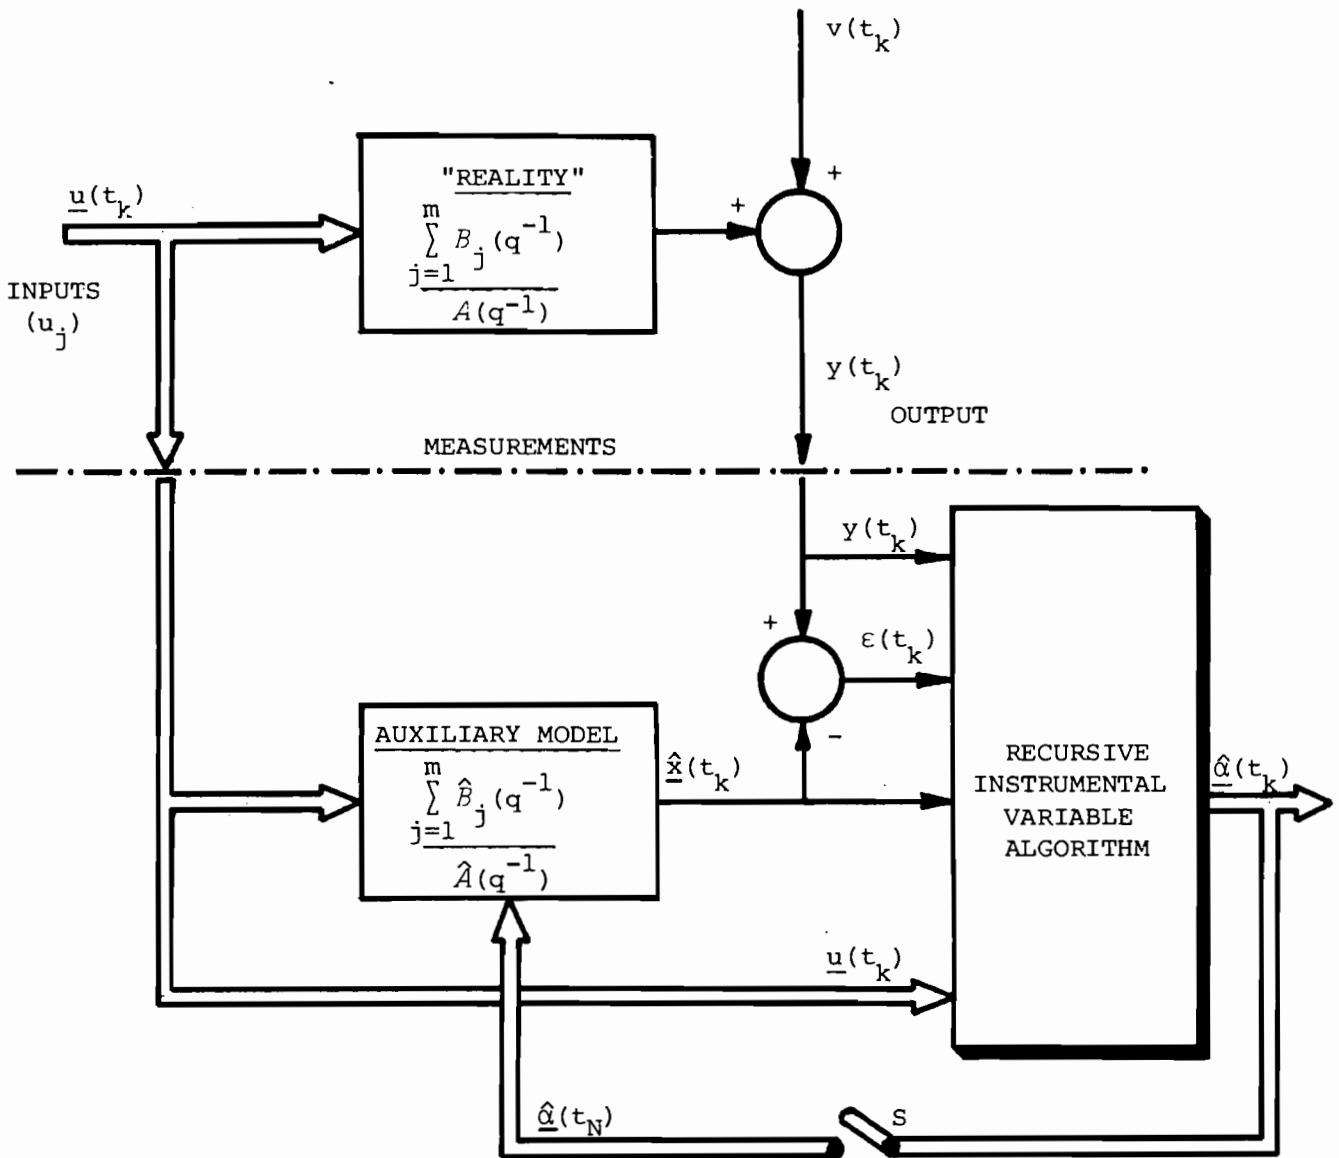 v(t_k)
"REALITY"
m
∑ B_j(q^{-1})
j=1
A(q^{-1})
u(t_k)
+
+
INPUTS
(u_j)
y(t_k)
OUTPUT
MEASUREMENTS
y(t_k)
+
ε(t_k)
-
AUXILIARY MODEL
m
∑ B̂_j(q^{-1})
j=1
Â(q^{-1})
x̂(t_k)
RECURSIVE
INSTRUMENTAL
VARIABLE
ALGORITHM
α̂(t_k)
u(t_k)
α̂(t_N)
S